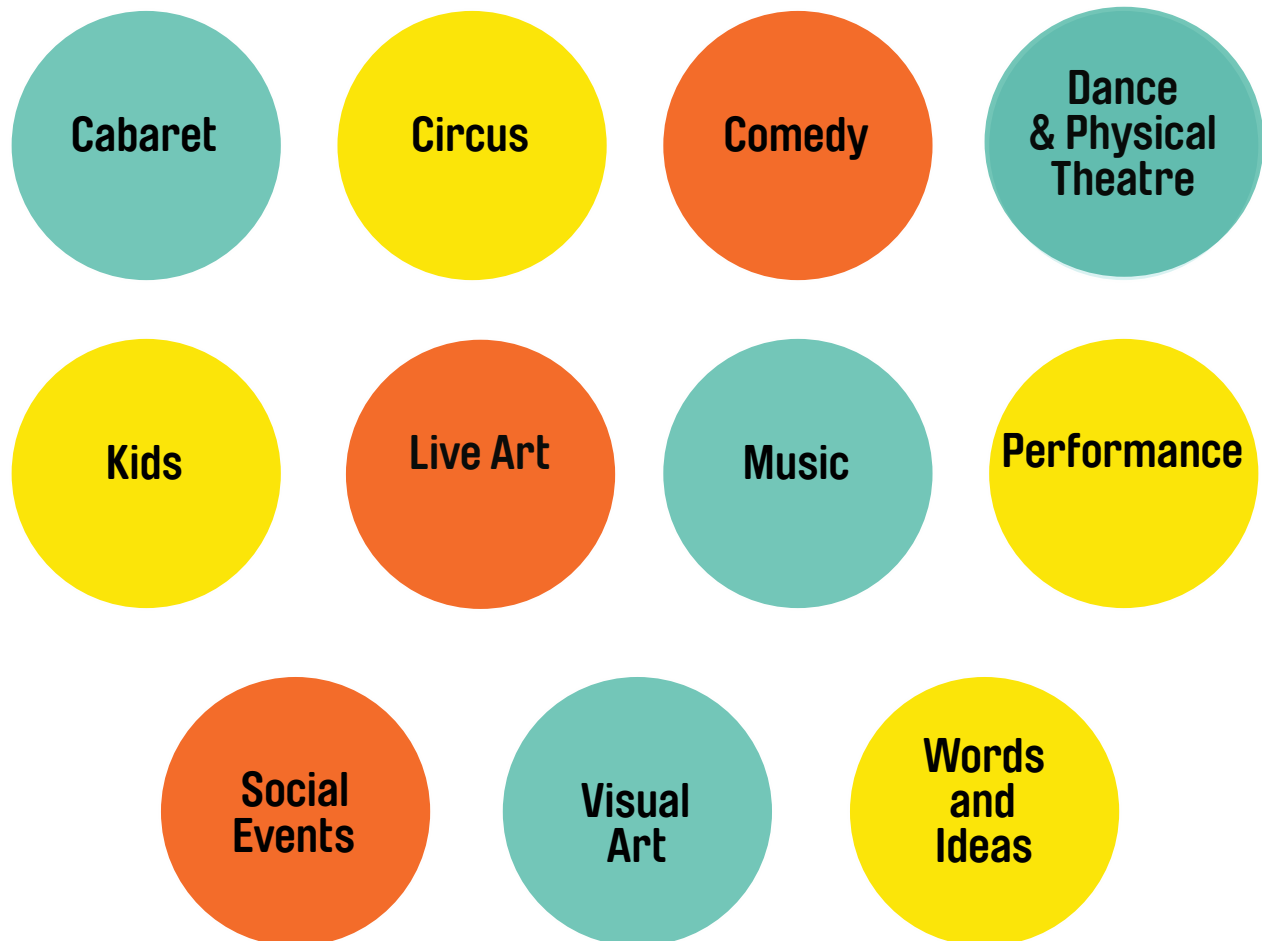 Cabaret
Circus
Comedy
Dance
& Physical
Theatre
Kids
Live Art
Music
Performance
Social
Events
Visual
Art
Words
and
Ideas